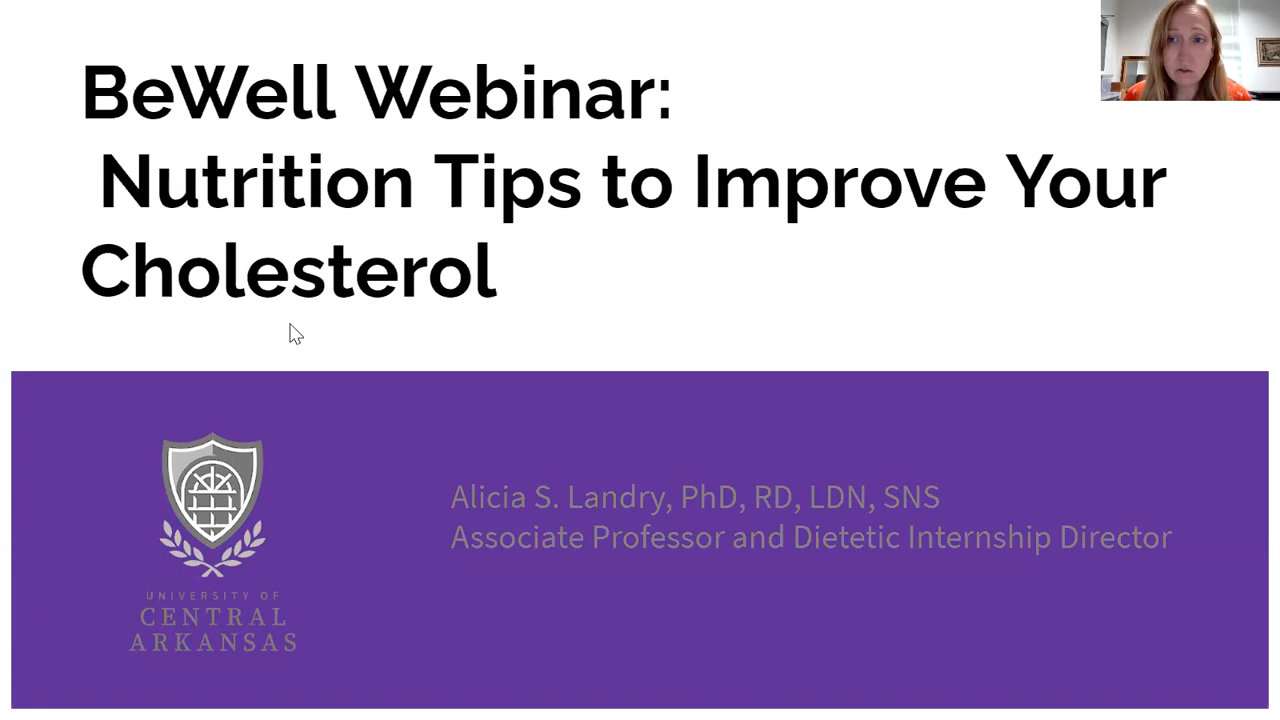 BeWell Webinar:
Nutrition Tips to Improve Your
Cholesterol
Alicia S. Landry, PhD, RD, LDN, SNS
Associate Professor and Dietetic Internship Director
UNIVERSITY OF
CENTRAL
ARKANSAS